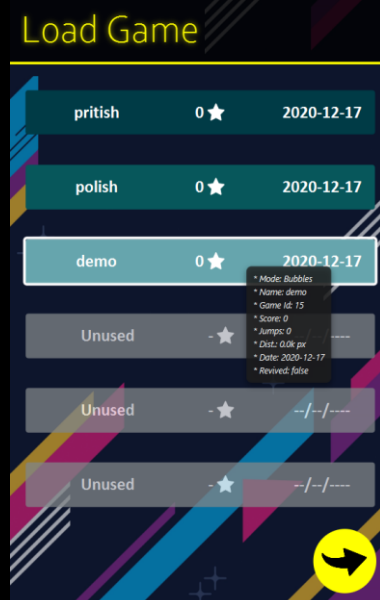 Load Game
pritish 0 2020-12-17
polish 0 2020-12-17
demo 0 2020-12-17
* Mode: Bubbles
* Name: demo
* Game Id: 15
* Score: 0
* Jumps: 0
* Dist.: 0.0k px
* Date: 2020-12-17
* Revived: false
Unused - --/--/----
Unused - --/--/----
Unused - --/--/----